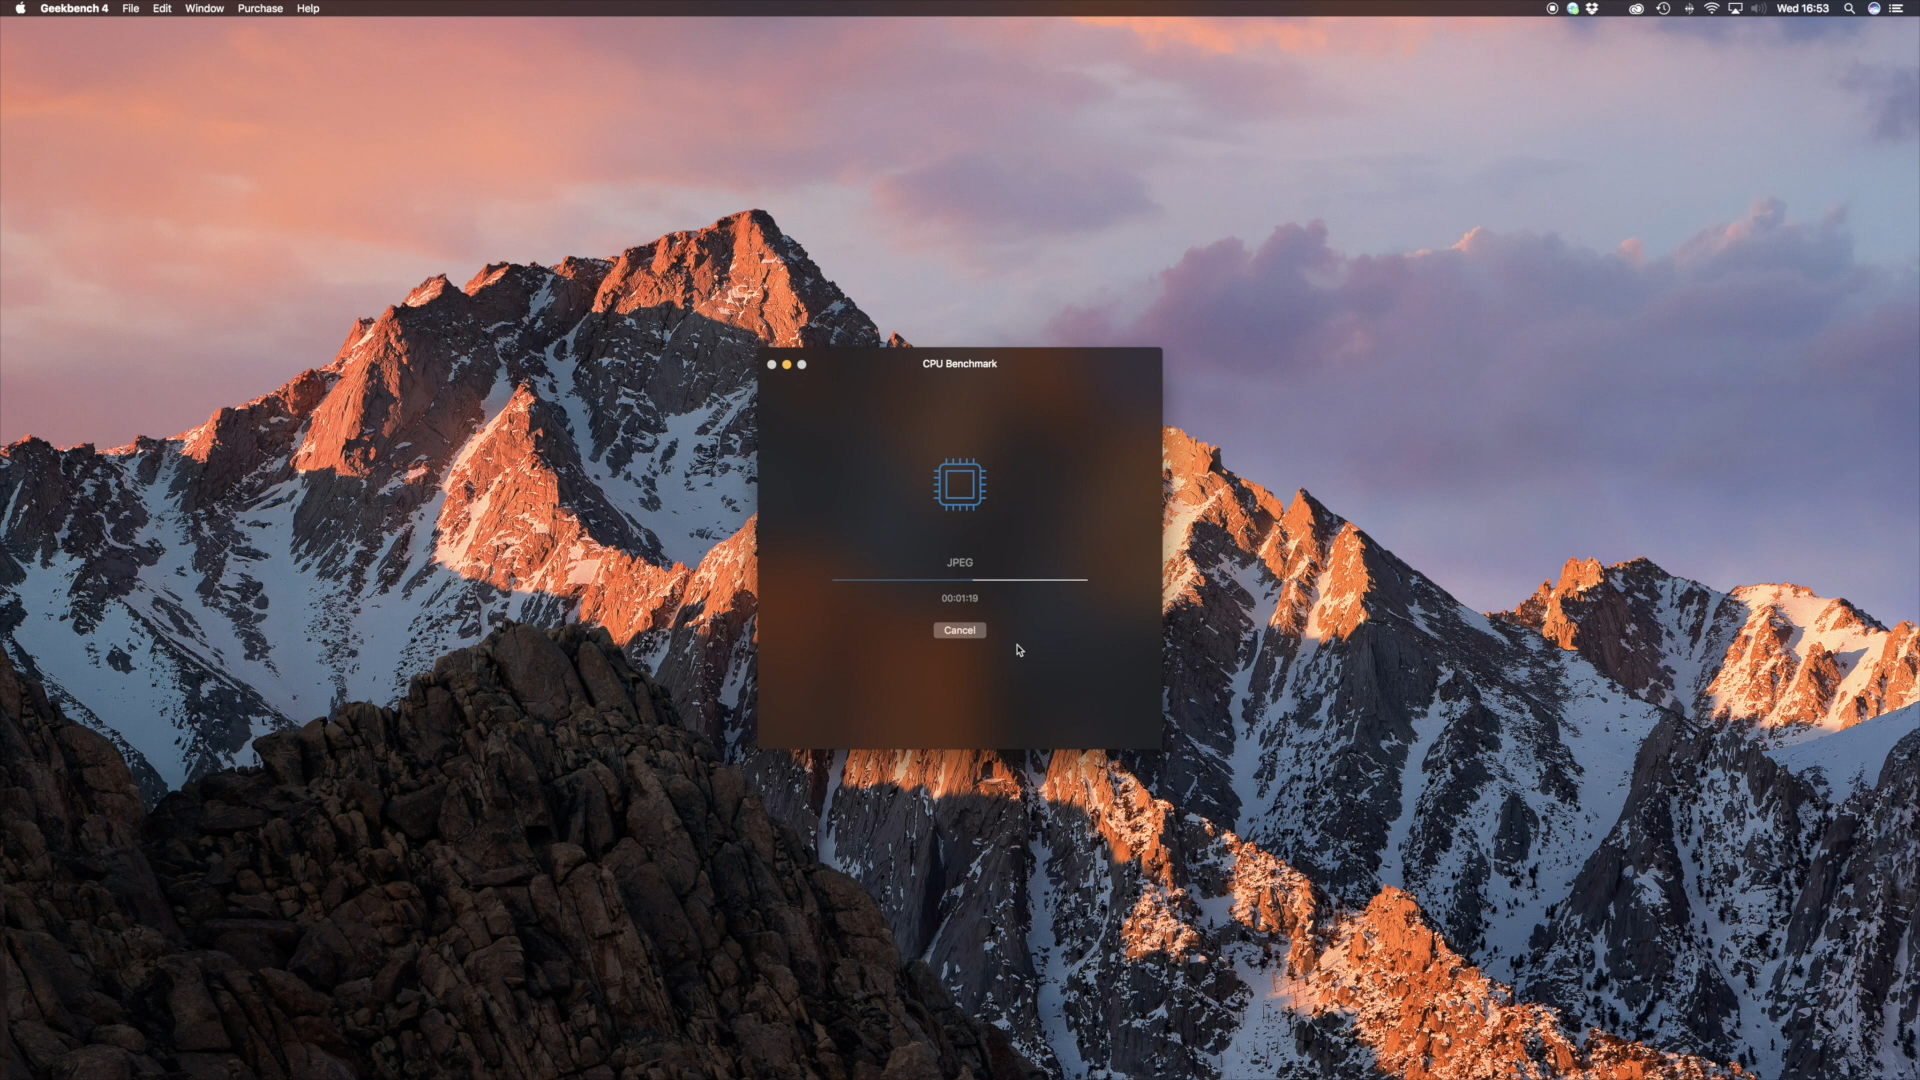 Geekbench 4 File Edit Window Purchase Help Wed 16:53
CPU Benchmark
JPEG
00:01:19
Cancel